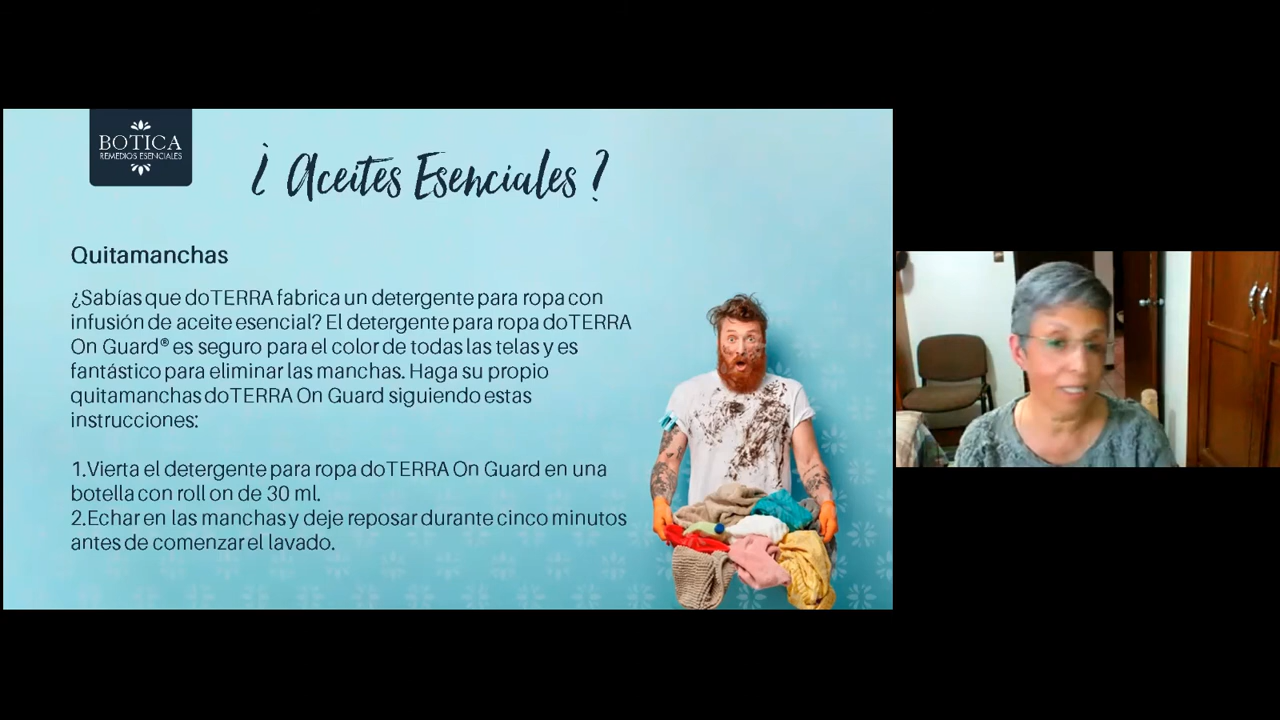 BOTICA
REMEDIOS ESENCIALES
¿ Aceites Esenciales ?
Quitamanchas
¿Sabías que doTERRA fabrica un detergente para ropa con
infusión de aceite esencial? El detergente para ropa doTERRA
On Guard® es seguro para el color de todas las telas y es
fantástico para eliminar las manchas. Haga su propio
quitamanchas doTERRA On Guard siguiendo estas
instrucciones:
1.Vierta el detergente para ropa doTERRA On Guard en una
botella con roll on de 30 ml.
2.Echar en las manchas y deje reposar durante cinco minutos
antes de comenzar el lavado.